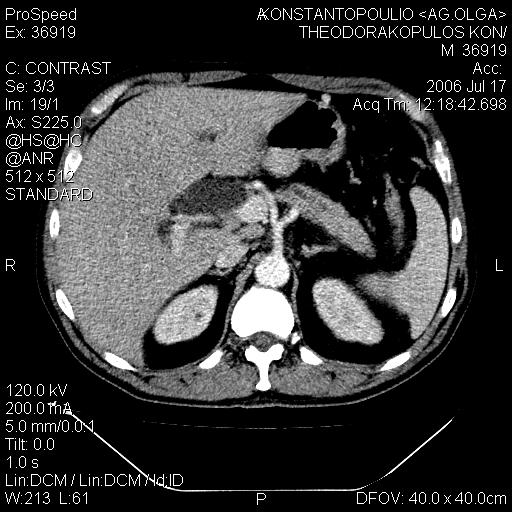 ProSpeed
Ex: 36919
C: CONTRAST
Se: 3/3
Im: 19/1
Ax: S225.0
@HS@HC
@ANR
512 x 512
STANDARD
KONSTANTOPOULIO <AG.OLGA>
THEODORAKOPULOS KON/
M 36919
Acc:
2006 Jul 17
Acq Tm: 12:18:42.698
R
L
120.0 kV
200.0 mA
5.0 mm/0.0:1
Tilt: 0.0
1.0 s
Lin:DCM / Lin:DCM / Id:ID
W:213 L:61
P
DFOV: 40.0 x 40.0cm